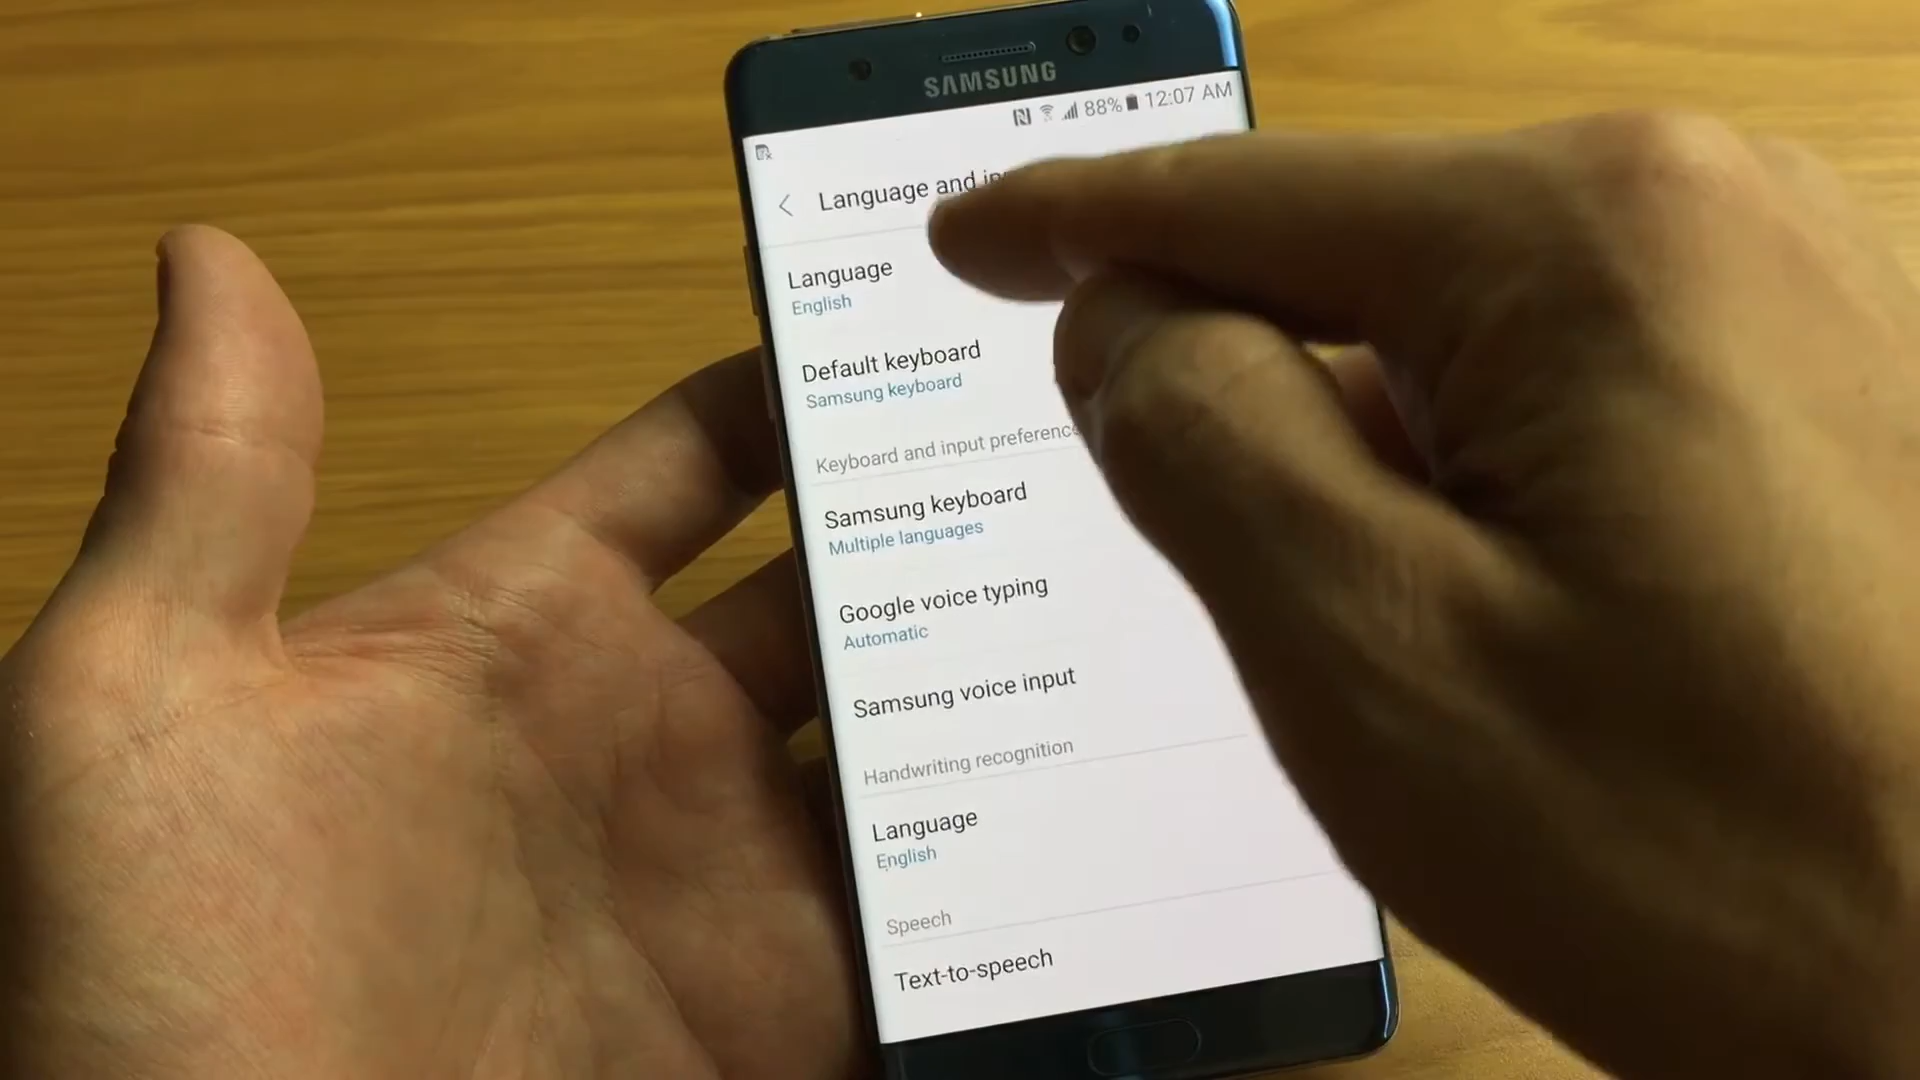 SAMSUNG
88% 12:07 AM
Language and in
Language
English
Default keyboard
Samsung keyboard
Keyboard and input preferenc
Samsung keyboard
Multiple languages
Google voice typing
Automatic
Samsung voice input
Handwriting recognition
Language
English
Speech
Text-to-speech